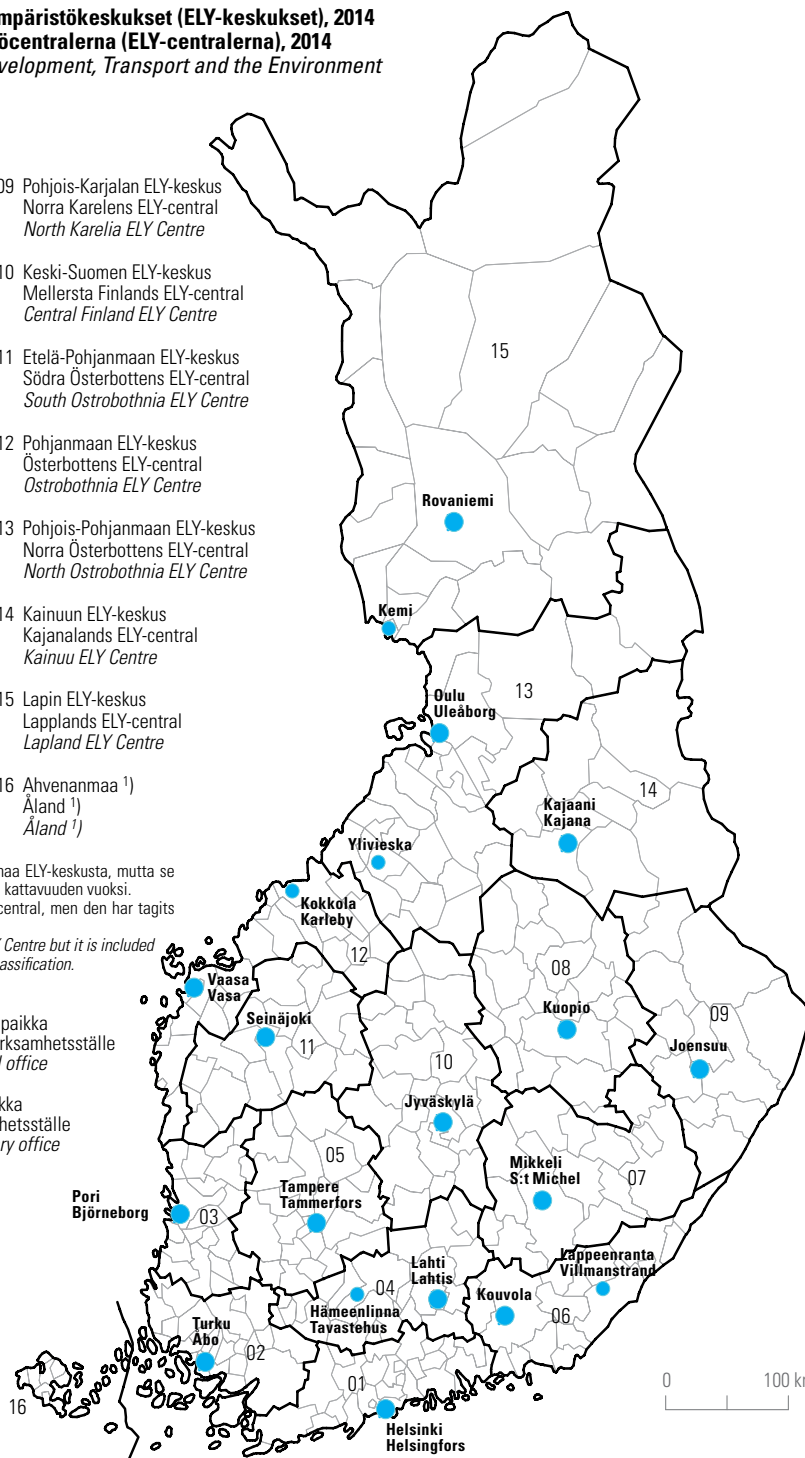 mpäristökeskukset (ELY-keskukset), 2014
öcentralerna (ELY-centralerna), 2014
velopment, Transport and the Environment
09 Pohjois-Karjalan ELY-keskus
Norra Karelens ELY-central
North Karelia ELY Centre
10 Keski-Suomen ELY-keskus
Mellersta Finlands ELY-central
Central Finland ELY Centre
11 Etelä-Pohjanmaan ELY-keskus
Södra Österbottens ELY-central
South Ostrobothnia ELY Centre
12 Pohjanmaan ELY-keskus
Österbottens ELY-central
Ostrobothnia ELY Centre
13 Pohjois-Pohjanmaan ELY-keskus
Norra Österbottens ELY-central
North Ostrobothnia ELY Centre
14 Kainuun ELY-keskus
Kajanalands ELY-central
Kainuu ELY Centre
15 Lapin ELY-keskus
Lapplands ELY-central
Lapland ELY Centre
16 Ahvenanmaa ¹)
Åland ¹)
Åland ¹)
maa ELY-keskusta, mutta se
kattavuuden vuoksi.
central, men den har tagits
Y Centre but it is included
assification.
paikka
rksamhetsställe
l office
kka
hetsställe
ry office
15
Rovaniemi
Kemi
13
Oulu
Uleåborg
14
Kajaani
Kajana
Ylivieska
Kokkola
Karleby
12
08
09
Vaasa
Vasa
Seinäjoki
11
Kuopio
Joensuu
10
Jyväskylä
05
07
Mikkeli
S:t Michel
Tampere
Tammerfors
Pori
Björneborg
03
Lahti
Lahtis
Lappeenranta
Villmanstrand
04
Hämeenlinna
Tavastehus
Kouvola
06
Turku
Åbo
02
01
16
0 100 km
Helsinki
Helsingfors